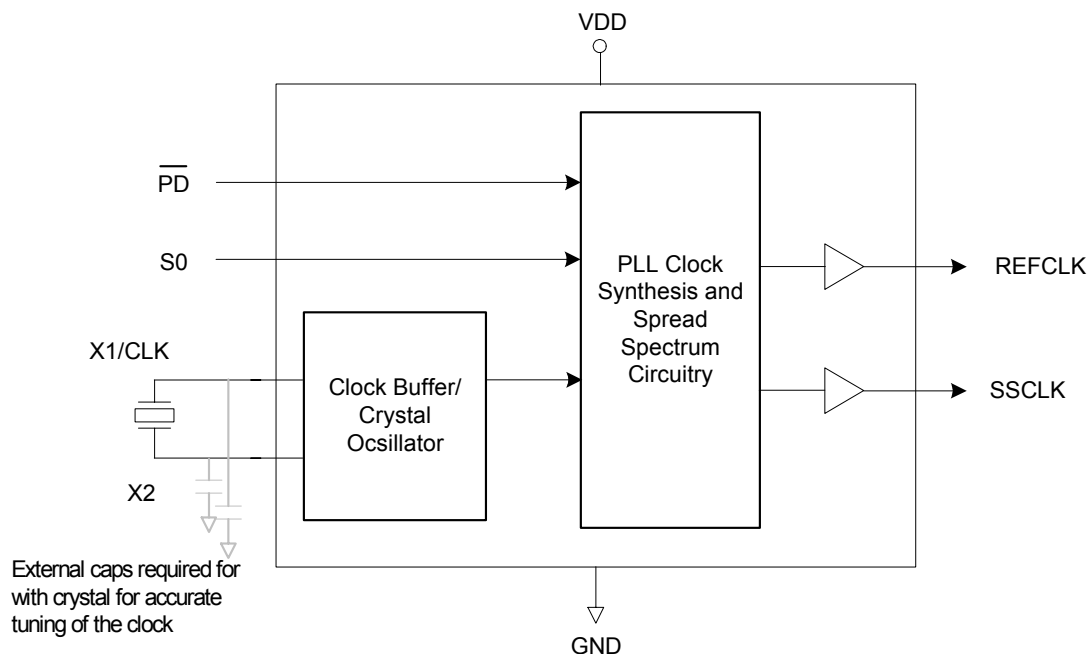 VDD
PD
S0
PLL Clock
Synthesis and
Spread
Spectrum
Circuitry
REFCLK
SSCLK
X1/CLK
Clock Buffer/
Crystal
Ocsillator
X2
External caps required for
with crystal for accurate
tuning of the clock
GND